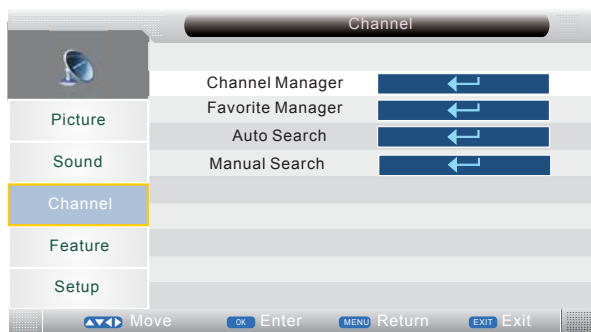 Channel
Channel Manager
Favorite Manager
Auto Search
Manual Search
Picture
Sound
Channel
Feature
Setup
Move OK Enter MENU Return EXIT Exit